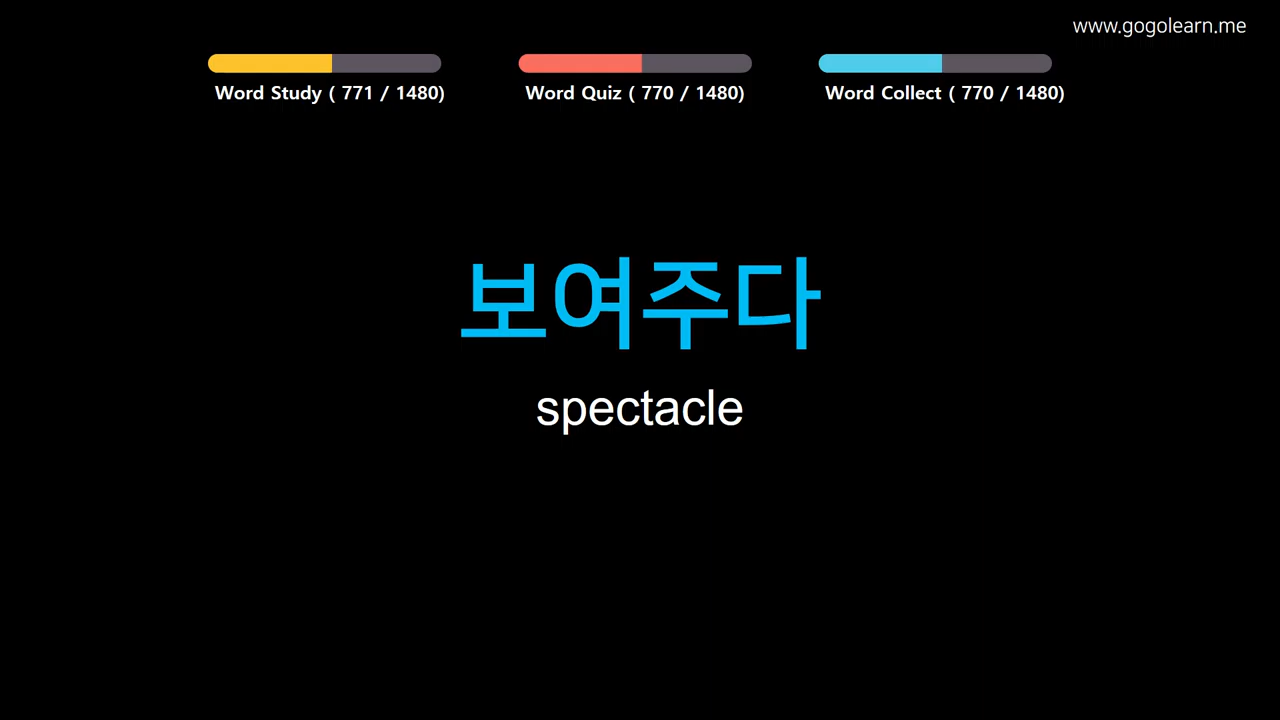 www.gogolearn.me
Word Study ( 771 / 1480)
Word Quiz ( 770 / 1480)
Word Collect ( 770 / 1480)
보여주다
spectacle